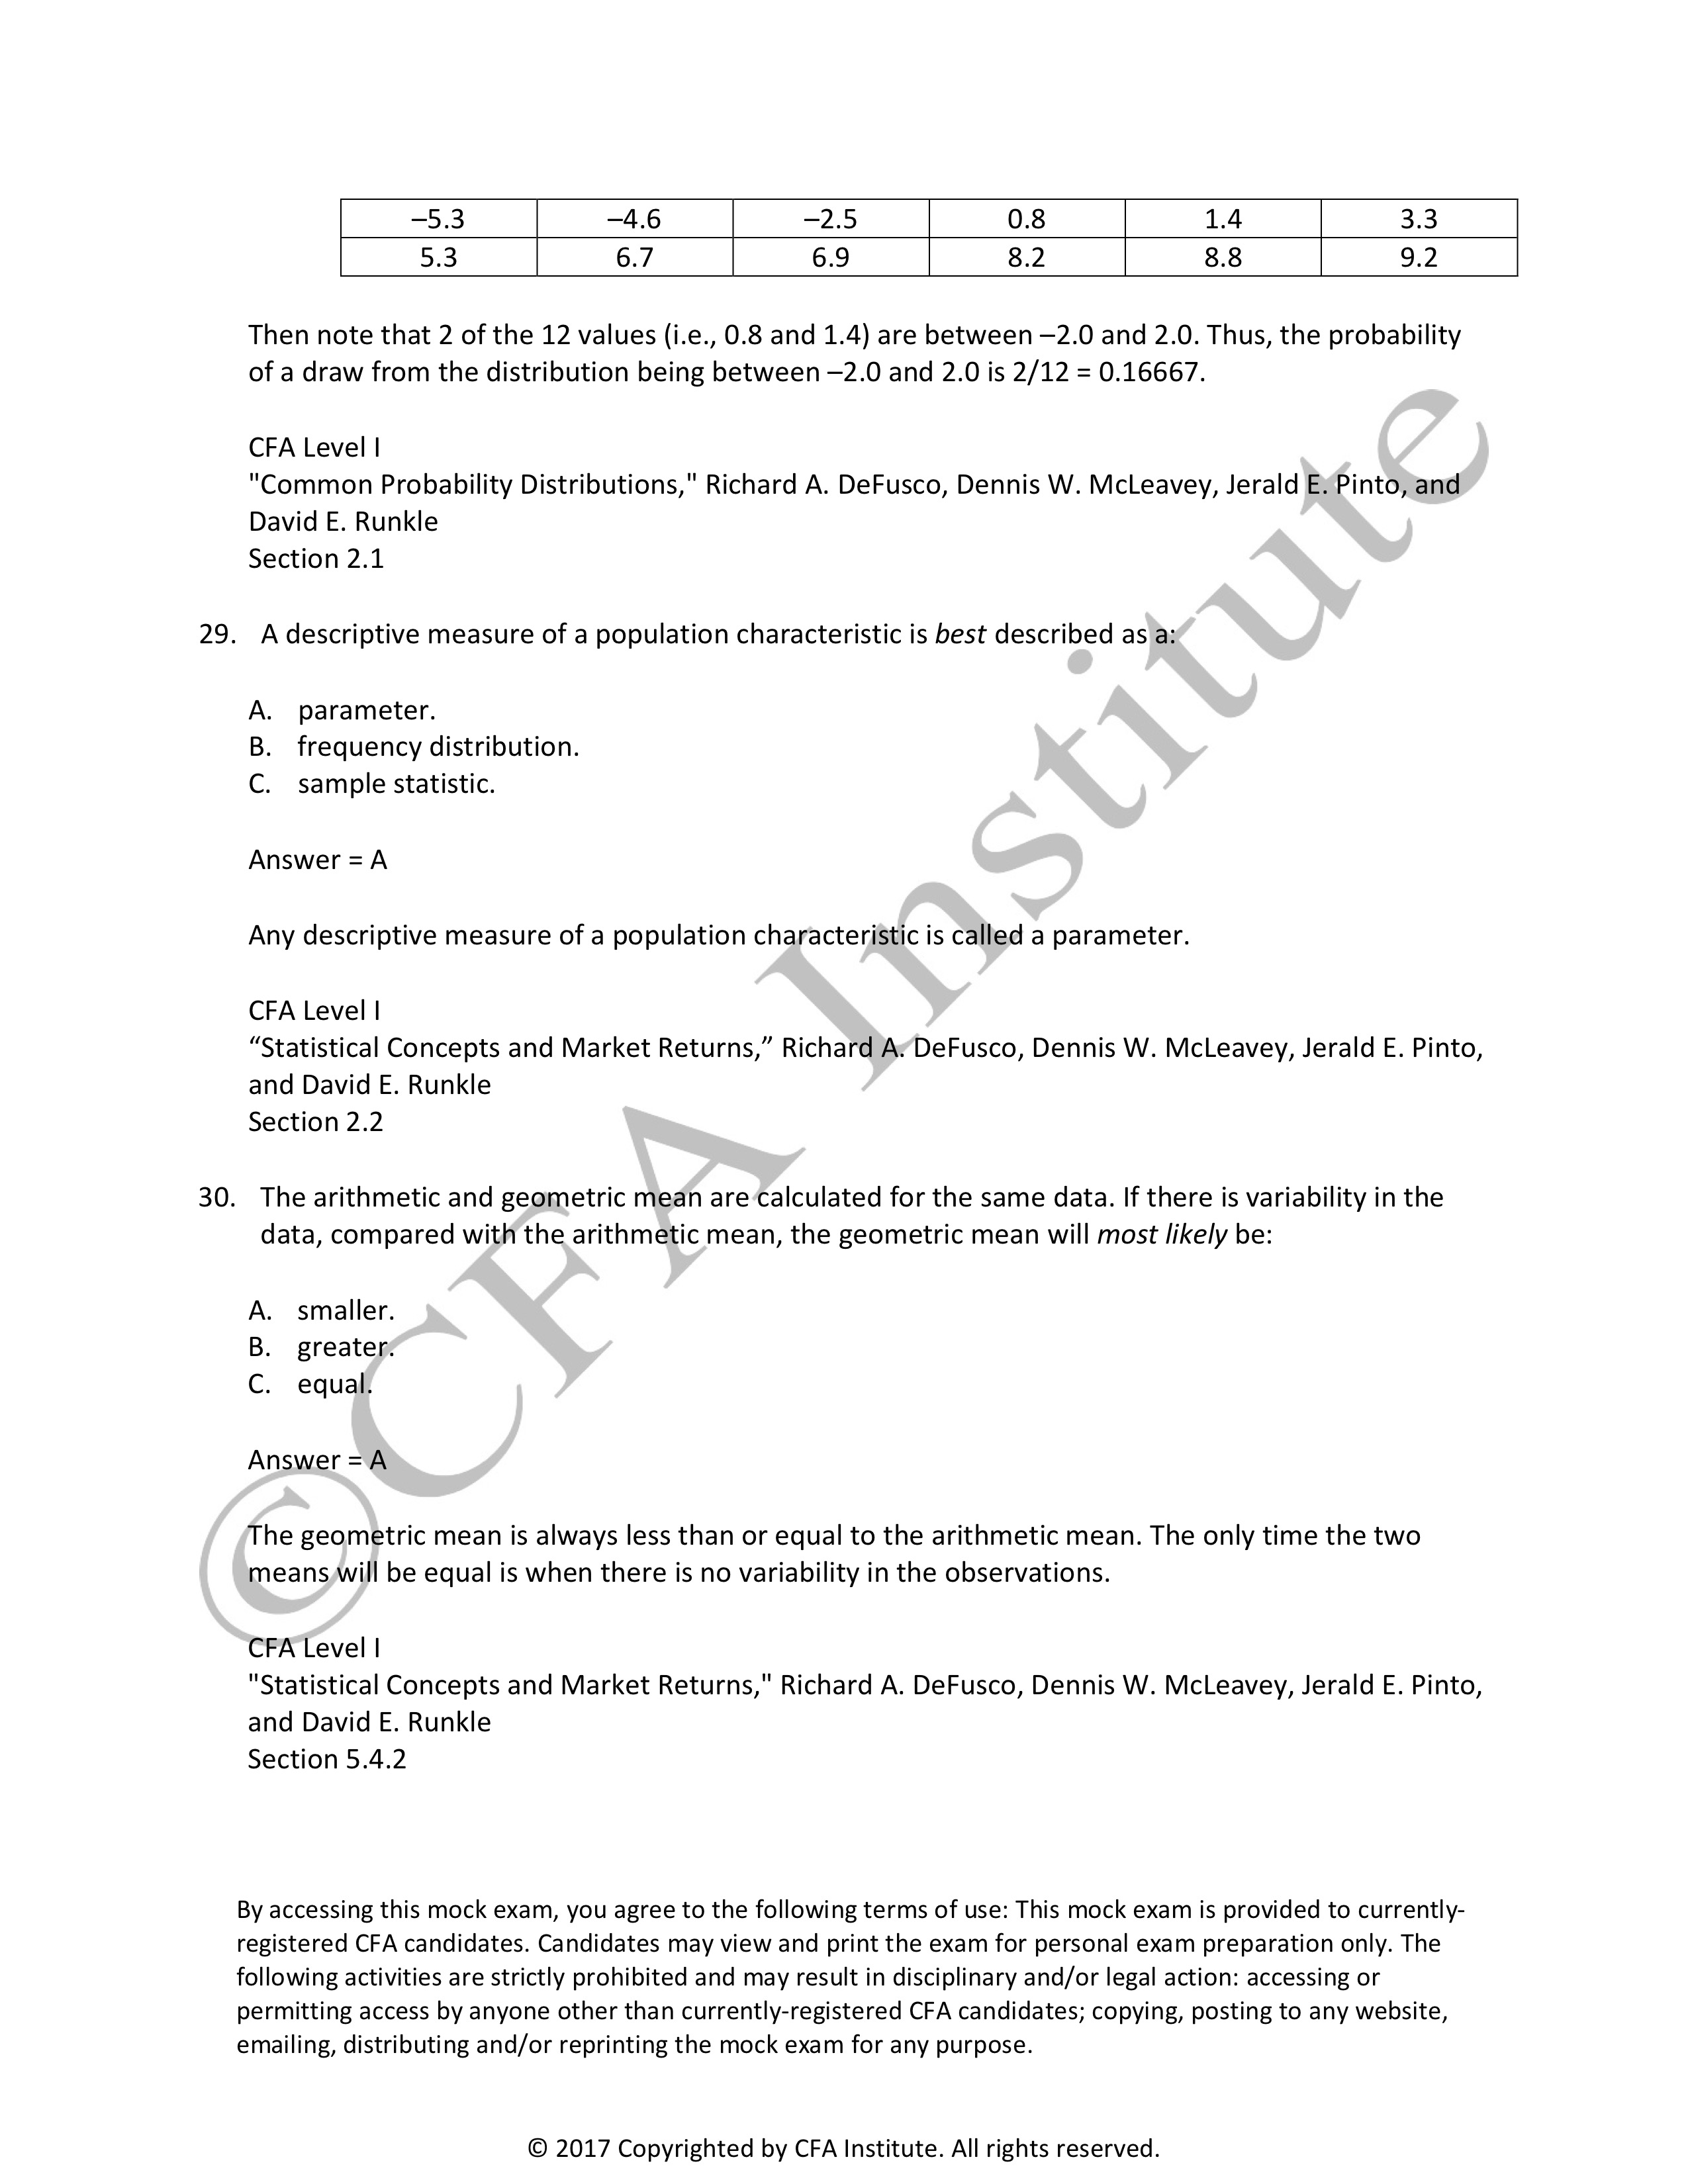 –5.3 –4.6 –2.5 0.8 1.4 3.3
5.3 6.7 6.9 8.2 8.8 9.2
Then note that 2 of the 12 values (i.e., 0.8 and 1.4) are between –2.0 and 2.0. Thus, the probability
of a draw from the distribution being between –2.0 and 2.0 is 2/12 = 0.16667.
CFA Level I
"Common Probability Distributions," Richard A. DeFusco, Dennis W. McLeavey, Jerald E. Pinto, and
David E. Runkle
Section 2.1
29. A descriptive measure of a population characteristic is best described as a:
A. parameter.
B. frequency distribution.
C. sample statistic.
Answer = A
Any descriptive measure of a population characteristic is called a parameter.
CFA Level I
“Statistical Concepts and Market Returns,” Richard A. DeFusco, Dennis W. McLeavey, Jerald E. Pinto,
and David E. Runkle
Section 2.2
30. The arithmetic and geometric mean are calculated for the same data. If there is variability in the
data, compared with the arithmetic mean, the geometric mean will most likely be:
A. smaller.
B. greater.
C. equal.
Answer = A
The geometric mean is always less than or equal to the arithmetic mean. The only time the two
means will be equal is when there is no variability in the observations.
CFA Level I
"Statistical Concepts and Market Returns," Richard A. DeFusco, Dennis W. McLeavey, Jerald E. Pinto,
and David E. Runkle
Section 5.4.2
By accessing this mock exam, you agree to the following terms of use: This mock exam is provided to currently-
registered CFA candidates. Candidates may view and print the exam for personal exam preparation only. The
following activities are strictly prohibited and may result in disciplinary and/or legal action: accessing or
permitting access by anyone other than currently-registered CFA candidates; copying, posting to any website,
emailing, distributing and/or reprinting the mock exam for any purpose.
© 2017 Copyrighted by CFA Institute. All rights reserved.
©CFA Institute